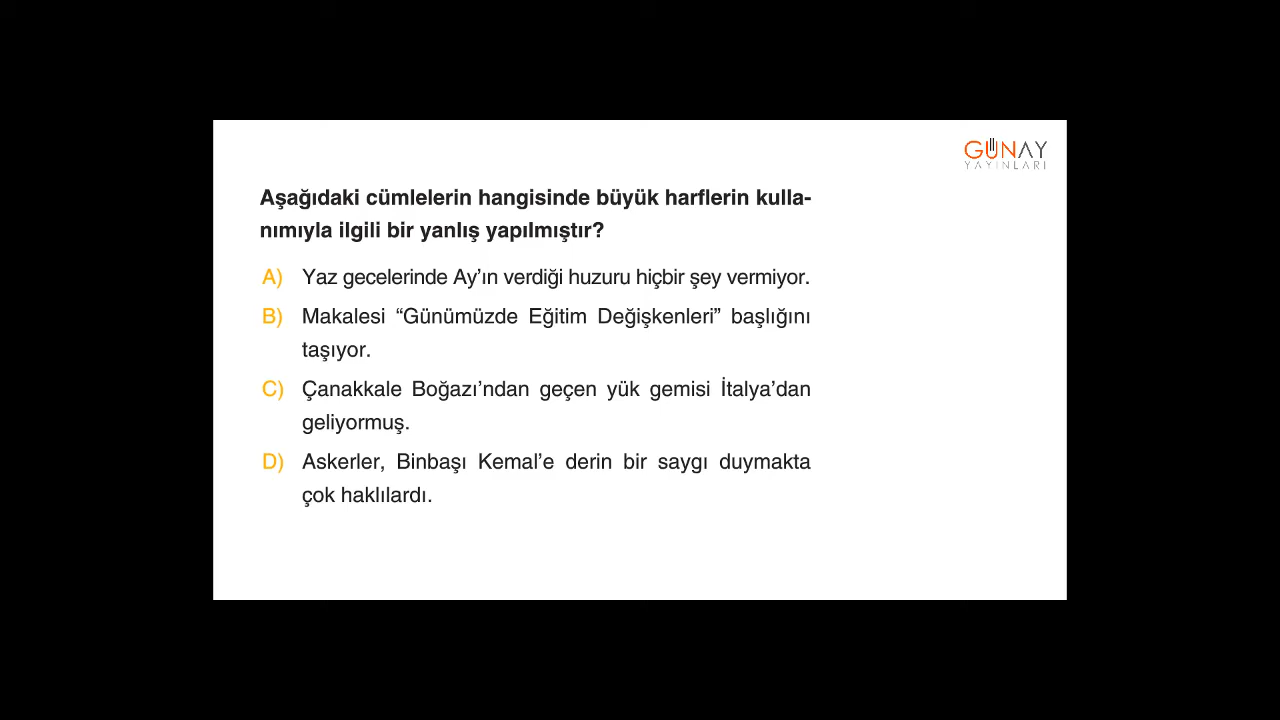 GÜNAY
YAYINLARI
Aşağıdaki cümlelerin hangisinde büyük harflerin kulla-
nımıyla ilgili bir yanlış yapılmıştır?
A) Yaz gecelerinde Ay’ın verdiği huzuru hiçbir şey vermiyor.
B) Makalesi “Günümüzde Eğitim Değişkenleri” başlığını
taşıyor.
C) Çanakkale Boğazı’ndan geçen yük gemisi İtalya’dan
geliyormuş.
D) Askerler, Binbaşı Kemal’e derin bir saygı duymakta
çok haklılardı.